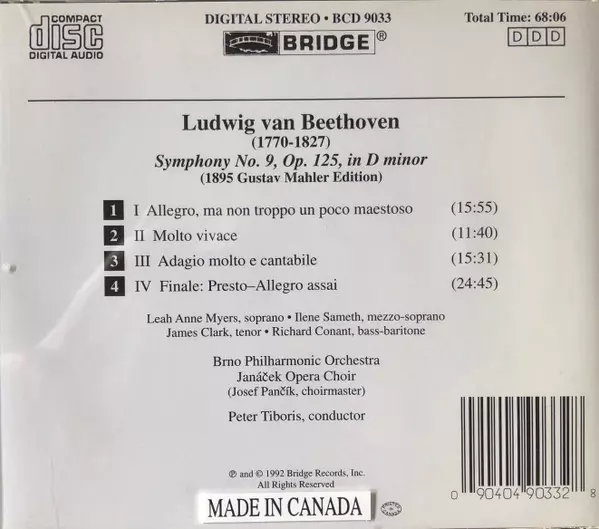 COMPACT
disc
DIGITAL AUDIO
DIGITAL STEREO • BCD 9033
BRIDGE®
Total Time: 68:06
DDD
Ludwig van Beethoven
(1770-1827)
Symphony No. 9, Op. 125, in D minor
(1895 Gustav Mahler Edition)
1 I Allegro, ma non troppo un poco maestoso (15:55)
2 II Molto vivace (11:40)
3 III Adagio molto e cantabile (15:31)
4 IV Finale: Presto–Allegro assai (24:45)
Leah Anne Myers, soprano • Ilene Sameth, mezzo-soprano
James Clark, tenor • Richard Conant, bass-baritone
Brno Philharmonic Orchestra
Janáček Opera Choir
(Josef Pančík, choirmaster)
Peter Tiboris, conductor
℗ and © 1992 Bridge Records, Inc.
All Rights Reserved
MADE IN CANADA
0 90404 90332 8